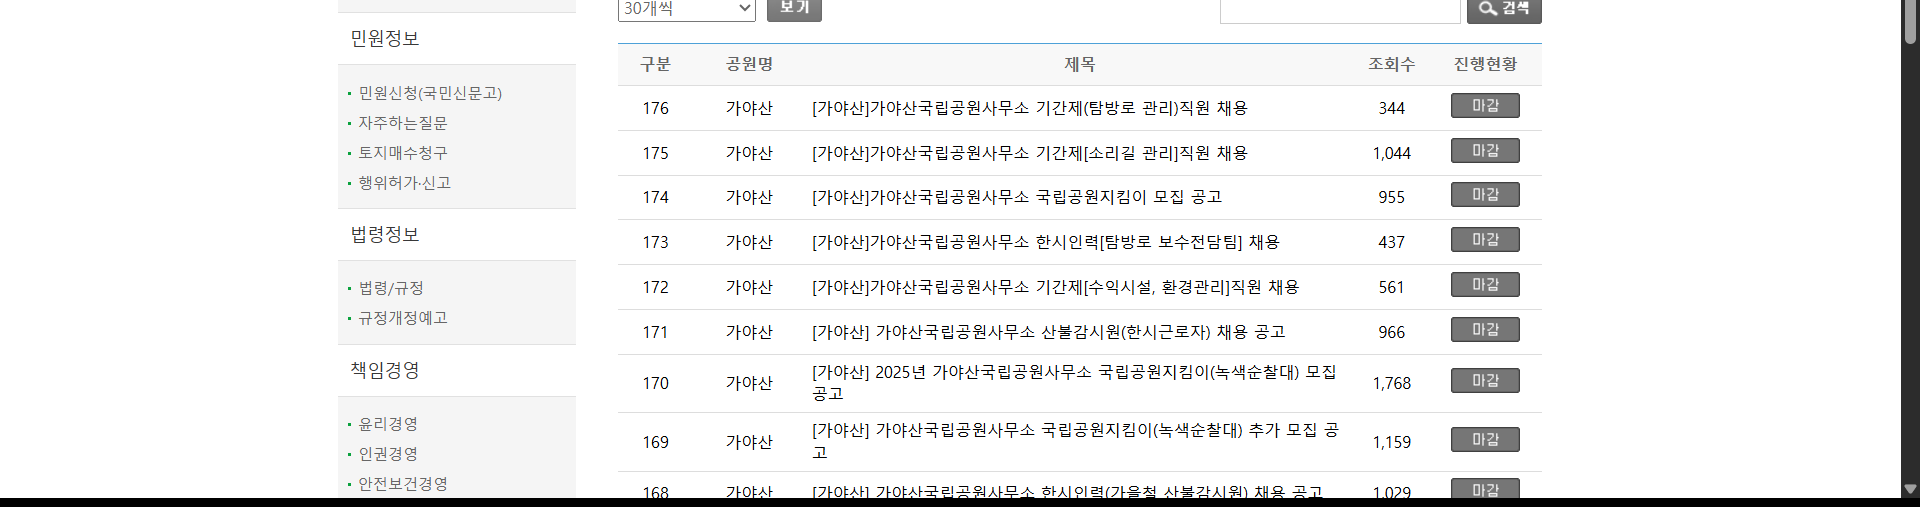 30개씩
보기
검색
민원정보
민원신청(국민신문고)
자주하는질문
토지매수청구
행위허가·신고
법령정보
법령/규정
규정개정예고
책임경영
윤리경영
인권경영
안전보건경영
구분 공원명 제목 조회수 진행현황
176 가야산 [가야산]가야산국립공원사무소 기간제(탐방로 관리)직원 채용 344 마감
175 가야산 [가야산]가야산국립공원사무소 기간제[소리길 관리]직원 채용 1,044 마감
174 가야산 [가야산]가야산국립공원사무소 국립공원지킴이 모집 공고 955 마감
173 가야산 [가야산]가야산국립공원사무소 한시인력[탐방로 보수전담팀] 채용 437 마감
172 가야산 [가야산]가야산국립공원사무소 기간제[수익시설, 환경관리]직원 채용 561 마감
171 가야산 [가야산] 가야산국립공원사무소 산불감시원(한시근로자) 채용 공고 966 마감
170 가야산 [가야산] 2025년 가야산국립공원사무소 국립공원지킴이(녹색순찰대) 모집
공고 1,768 마감
169 가야산 [가야산] 가야산국립공원사무소 국립공원지킴이(녹색순찰대) 추가 모집 공
고 1,159 마감
168 가야산 [가야산] 가야산국립공원사무소 한시인력(가을철 산불감시원) 채용 공고 1,029 마감